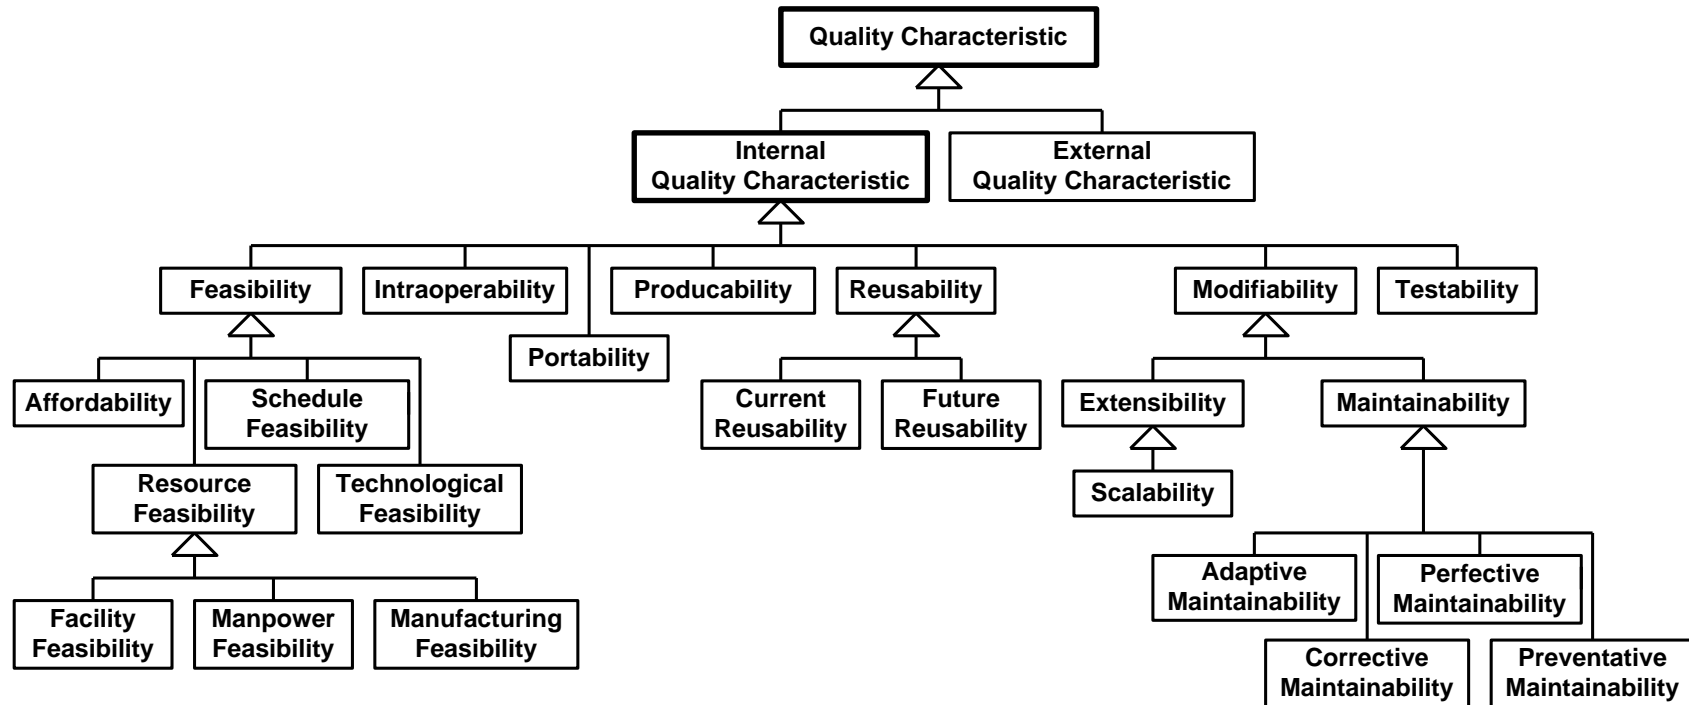 Quality Characteristic
Internal
Quality Characteristic
External
Quality Characteristic
Feasibility
Intraoperability
Producability
Reusability
Modifiability
Testability
Portability
Affordability
Schedule
Feasibility
Current
Reusability
Future
Reusability
Extensibility
Maintainability
Resource
Feasibility
Technological
Feasibility
Scalability
Adaptive
Maintainability
Perfective
Maintainability
Facility
Feasibility
Manpower
Feasibility
Manufacturing
Feasibility
Corrective
Maintainability
Preventative
Maintainability